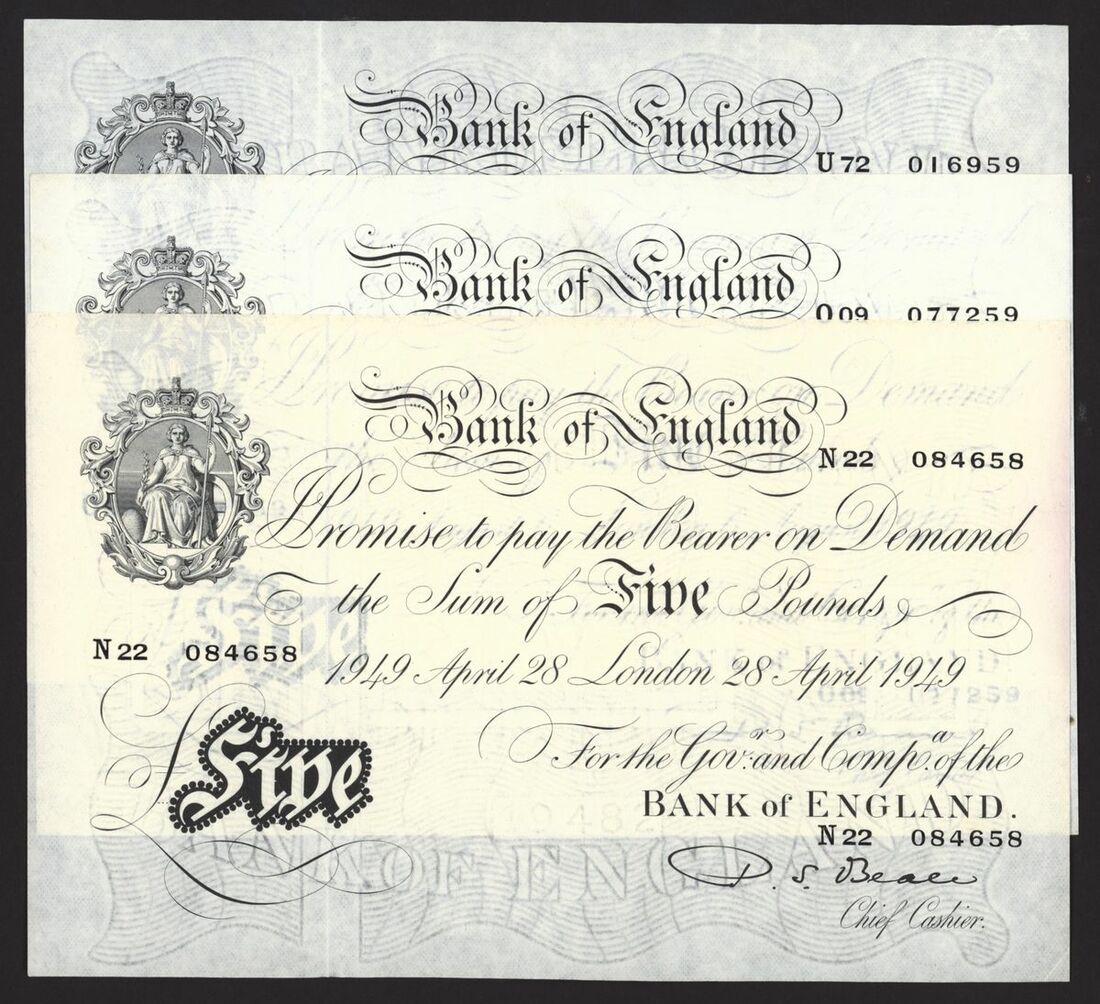 Bank of England
U72 016959
Bank of England
O09 077259
Bank of England
N22 084658
I Promise to pay the Bearer on Demand
the Sum of Five Pounds
N22 084658
1949 April 28 London 28 April 1949
For the Govr. and Compa. of the
BANK of ENGLAND.
£Five
N22 084658
D. S. Beale
Chief Cashier.